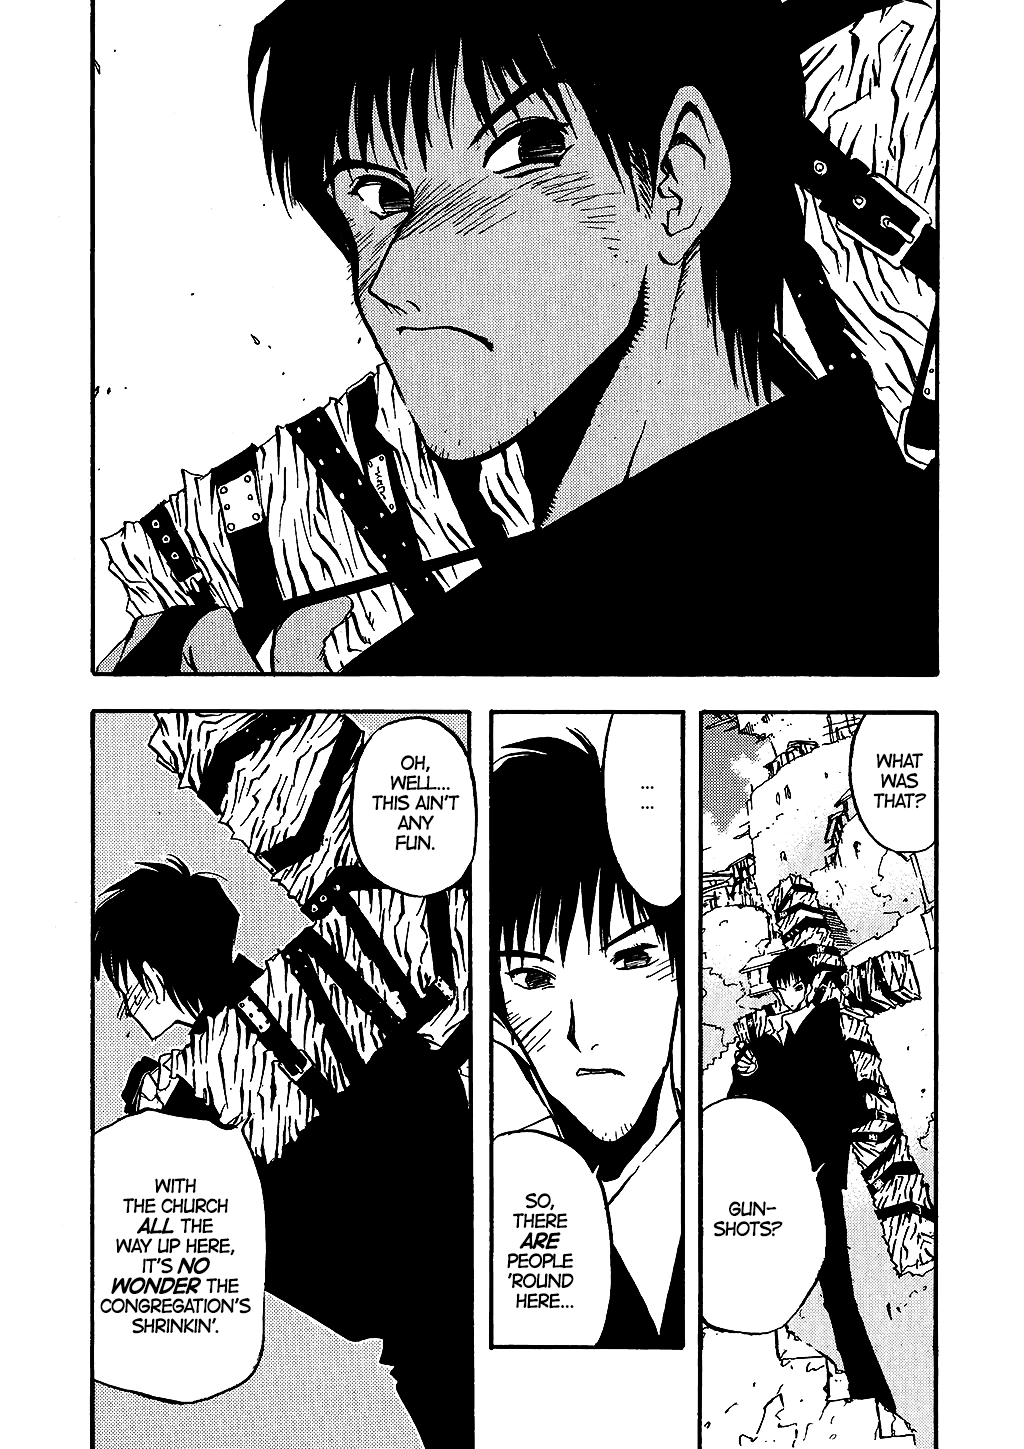 WHAT
WAS
THAT?
GUN-
SHOTS?
...
...
SO,
THERE
ARE
PEOPLE
'ROUND
HERE...
OH,
WELL...
THIS AIN'T
ANY
FUN.
WITH
THE CHURCH
ALL THE
WAY UP HERE,
IT'S NO
WONDER THE
CONGREGATION'S
SHRINKIN'.